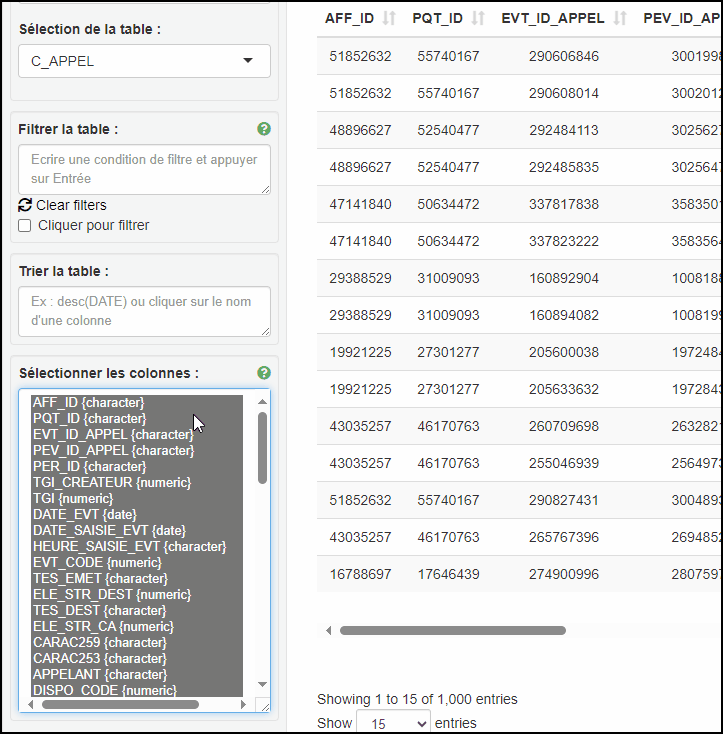 Sélection de la table :
C_APPEL
Filtrer la table :
Ecrire une condition de filtre et appuyer
sur Entrée
Clear filters
Cliquer pour filtrer
Trier la table :
Ex : desc(DATE) ou cliquer sur le nom
d'une colonne
Sélectionner les colonnes :
AFF_ID {character}
PQT_ID {character}
EVT_ID_APPEL {character}
PEV_ID_APPEL {character}
PER_ID {character}
TGI_CREATEUR {numeric}
TGI {numeric}
DATE_EVT {date}
DATE_SAISIE_EVT {date}
HEURE_SAISIE_EVT {character}
EVT_CODE {numeric}
TES_EMET {character}
ELE_STR_DEST {numeric}
TES_DEST {character}
ELE_STR_CA {numeric}
CARAC259 {character}
CARAC253 {character}
APPELANT {character}
DISPO_CODE {numeric}
AFF_ID PQT_ID EVT_ID_APPEL PEV_ID_AP
51852632 55740167 290606846 3001998
51852632 55740167 290608014 3002012
48896627 52540477 292484113 3025627
48896627 52540477 292485835 3025647
47141840 50634472 337817838 3583501
47141840 50634472 337823222 3583564
29388529 31009093 160892904 1008188
29388529 31009093 160894082 1008199
19921225 27301277 205600038 1972484
19921225 27301277 205633632 1972843
43035257 46170763 260709698 2632821
43035257 46170763 255046939 2564973
51852632 55740167 290827431 3004893
43035257 46170763 265767396 2694852
16788697 17646439 274900996 2807597
Showing 1 to 15 of 1,000 entries
Show 15 entries